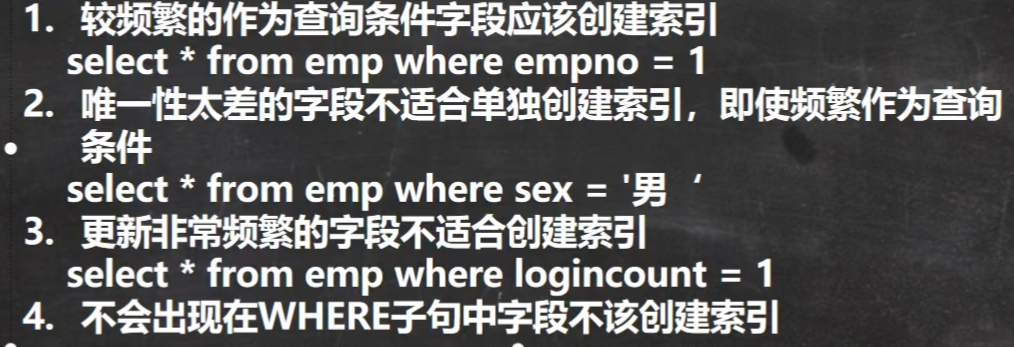 1. 较频繁的作为查询条件字段应该创建索引
select * from emp where empno = 1
2. 唯一性太差的字段不适合单独创建索引，即使频繁作为查询
条件
select * from emp where sex = '男 ‘
3. 更新非常频繁的字段不适合创建索引
select * from emp where logincount = 1
4. 不会出现在WHERE子句中字段不该创建索引